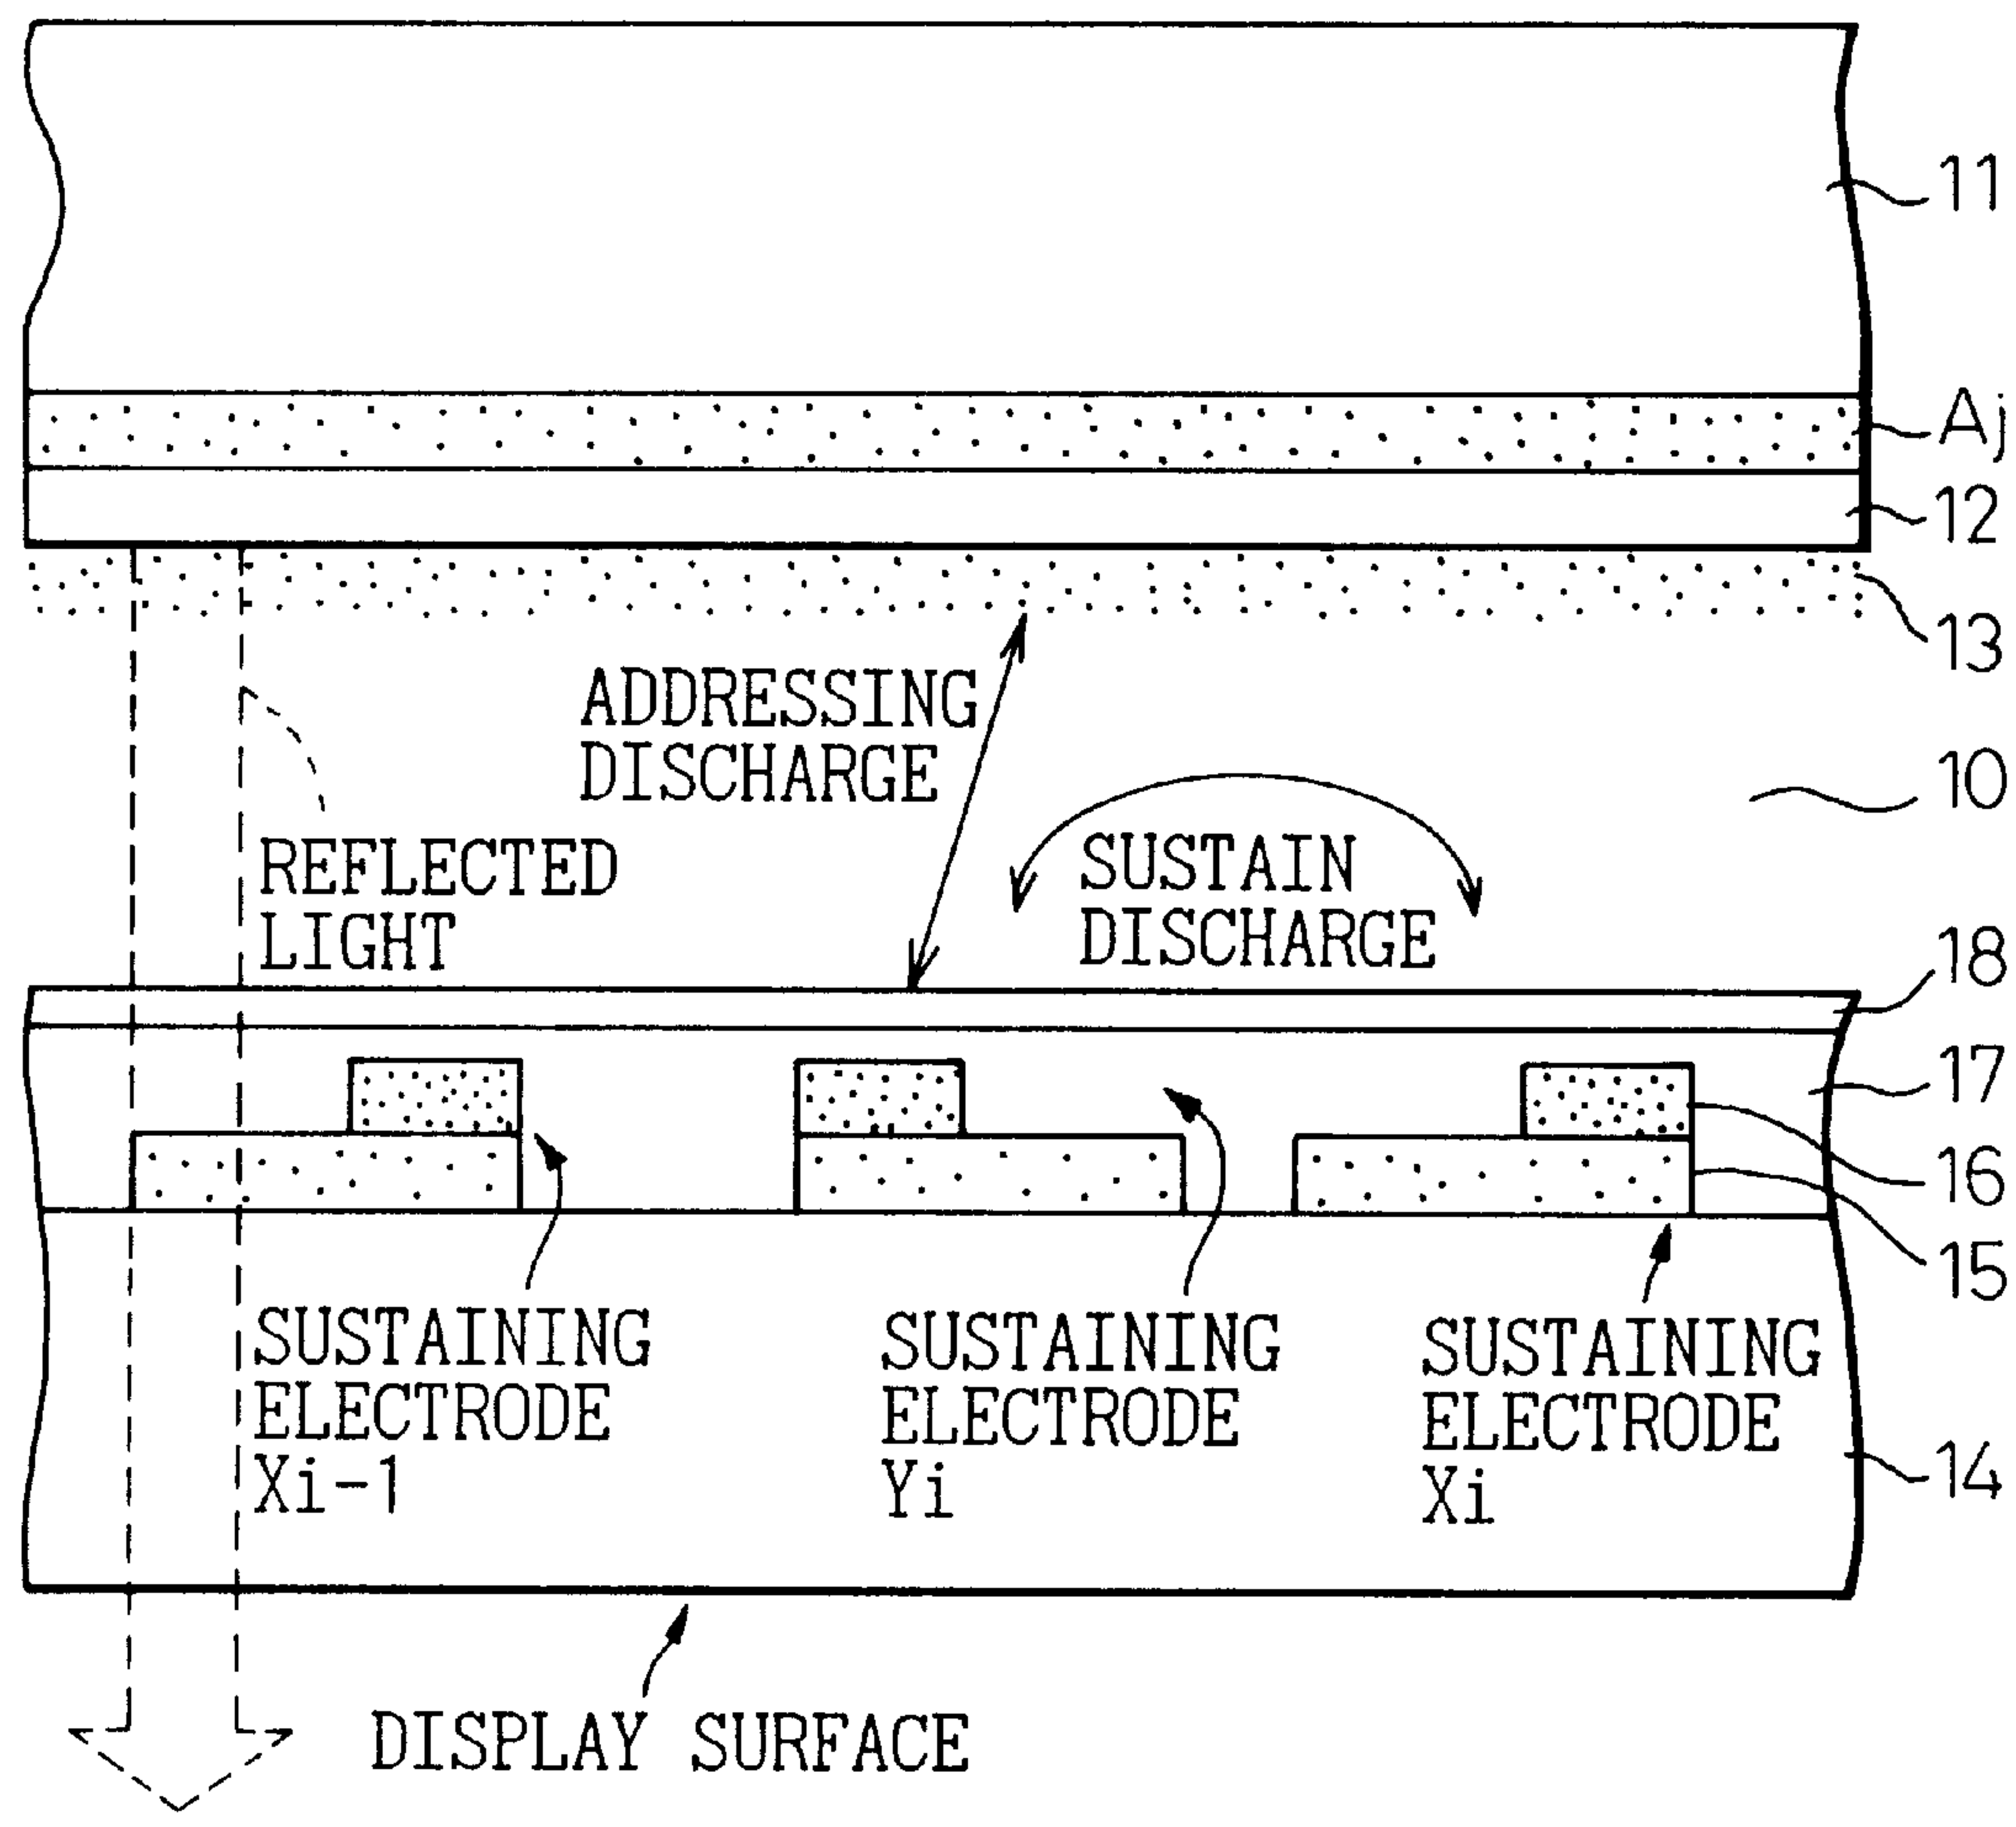 11
Aj
12
13
ADDRESSING
DISCHARGE
10
REFLECTED
LIGHT
SUSTAIN
DISCHARGE
18
17
16
15
SUSTAINING
ELECTRODE
Xi-1
SUSTAINING
ELECTRODE
Yi
SUSTAINING
ELECTRODE
Xi
14
DISPLAY SURFACE